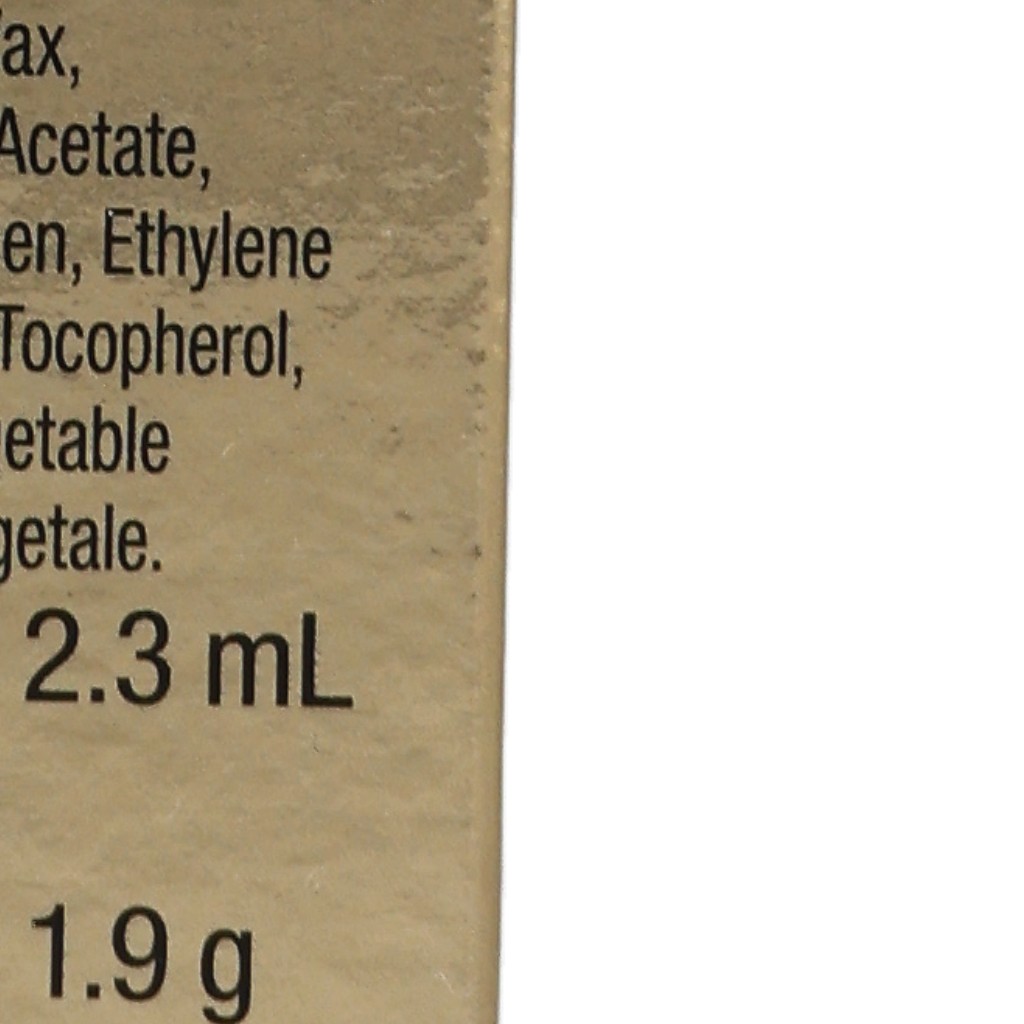 ax,
Acetate,
en, Ethylene
Tocopherol,
etable
getale.
2.3 mL
1.9 g